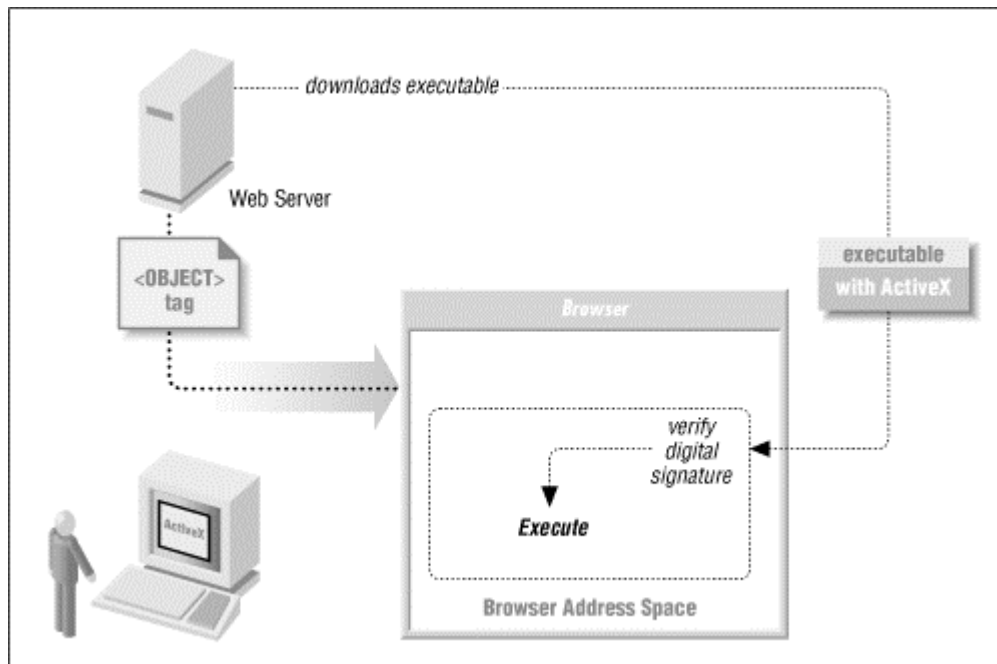 downloads executable
Web Server
<OBJECT>
tag
executable
with ActiveX
Browser
verify
digital
signature
Execute
ActiveX
Browser Address Space